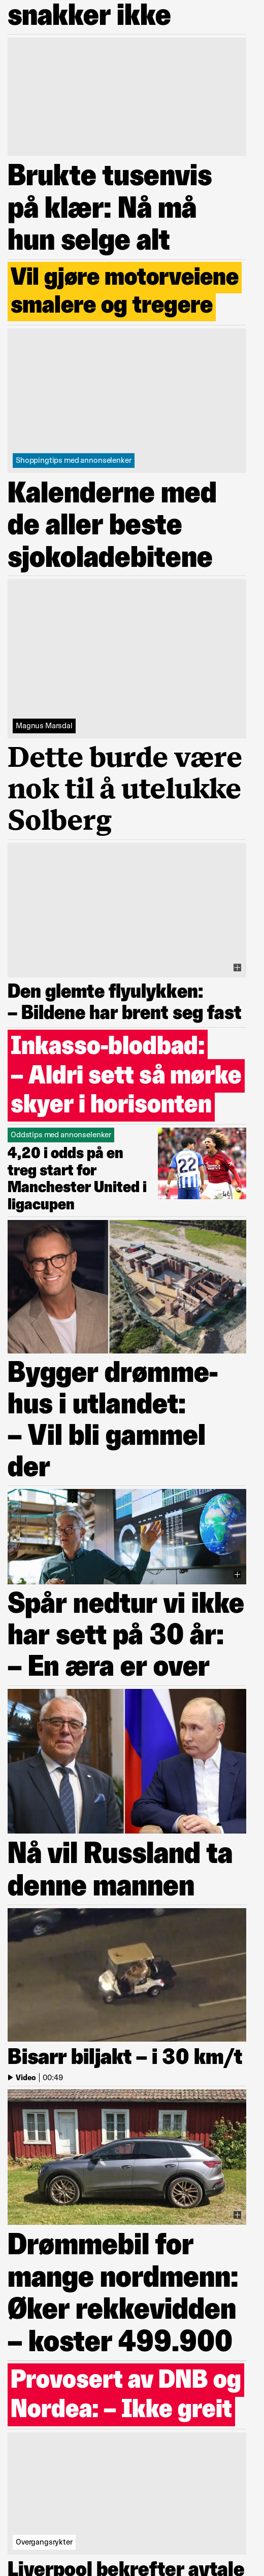 snakker ikke
Brukte tusenvis
på klær: Nå må
hun selge alt
Vil gjøre motorveiene
smalere og tregere
Shoppingtips med annonselenker
Kalenderne med
de aller beste
sjokoladebitene
Magnus Marsdal
Dette burde være
nok til å utelukke
Solberg
Den glemte flyulykken:
– Bildene har brent seg fast
Inkasso-blodbad:
– Aldri sett så mørke
skyer i horisonten
Oddstips med annonselenker
4,20 i odds på en
treg start for
Manchester United i
ligacupen
22
46
Bygger drømme-
hus i utlandet:
– Vil bli gammel
der
Spår nedtur vi ikke
har sett på 30 år:
– En æra er over
Nå vil Russland ta
denne mannen
Bisarr biljakt – i 30 km/t
Video | 00:49
Drømmebil for
mange nordmenn:
Øker rekkevidden
– koster 499.900
Provosert av DNB og
Nordea: – Ikke greit
Overgangsrykter
Liverpool bekrefter avtale